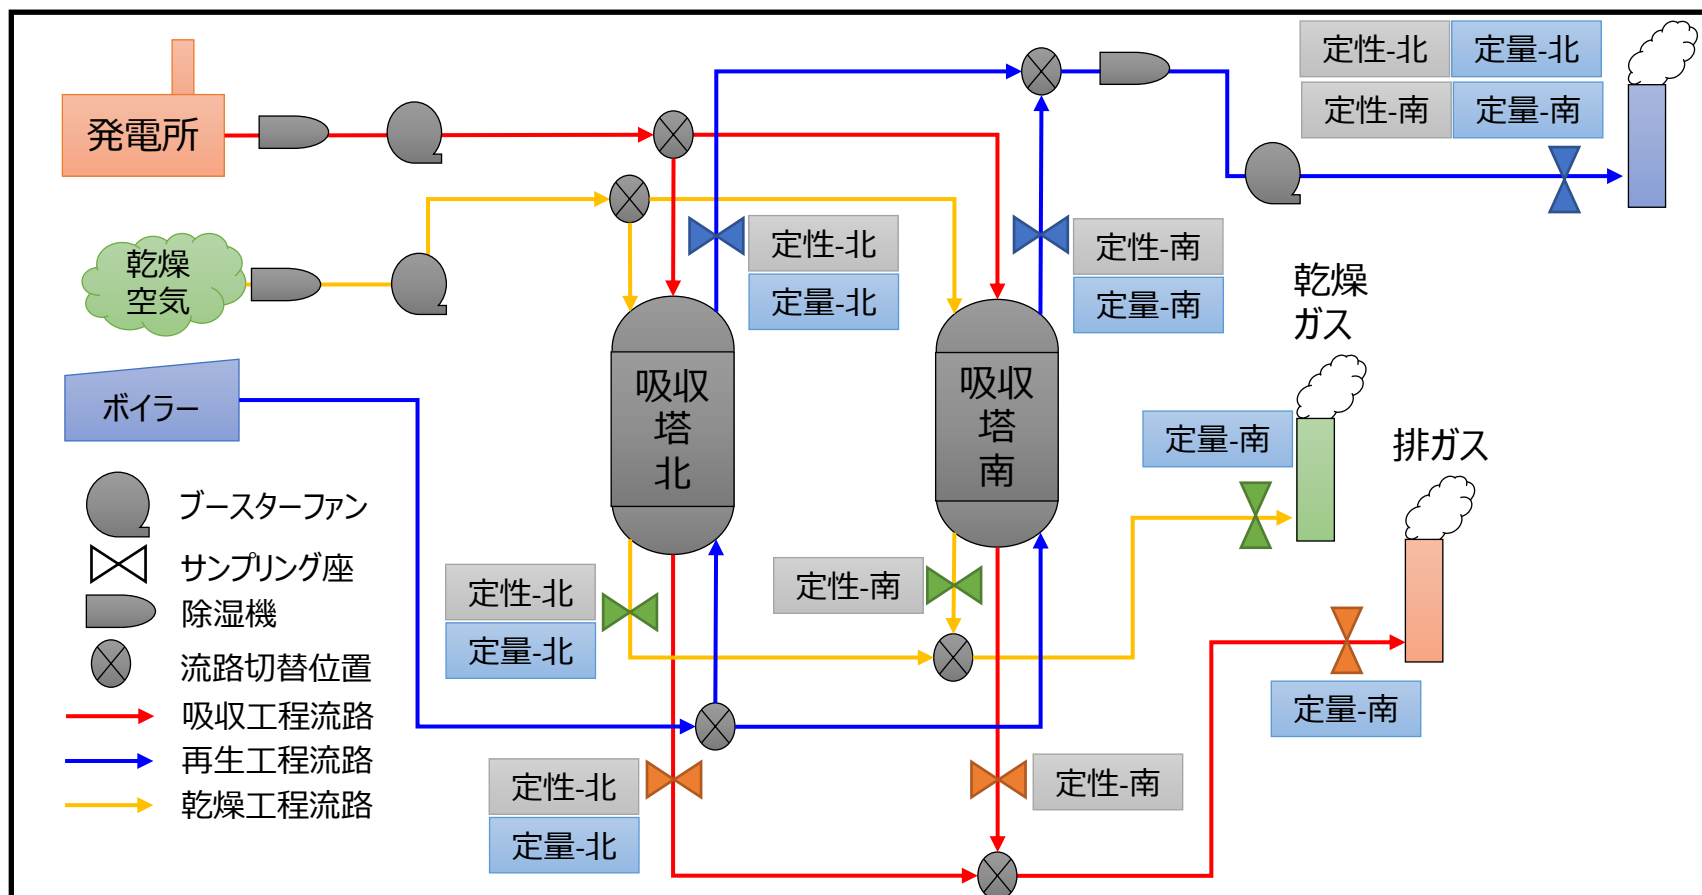 発電所
定性-北
定量-北
定性-南
定量-南
乾燥
空気
定性-北
定量-北
定性-南
定量-南
乾燥
ガス
ボイラー
吸収
塔
北
吸収
塔
南
定量-南
排ガス
ブースターファン
サンプリング座
除湿機
流路切替位置
吸収工程流路
再生工程流路
乾燥工程流路
定性-北
定量-北
定性-南
定量-南
定性-北
定量-北
定性-南